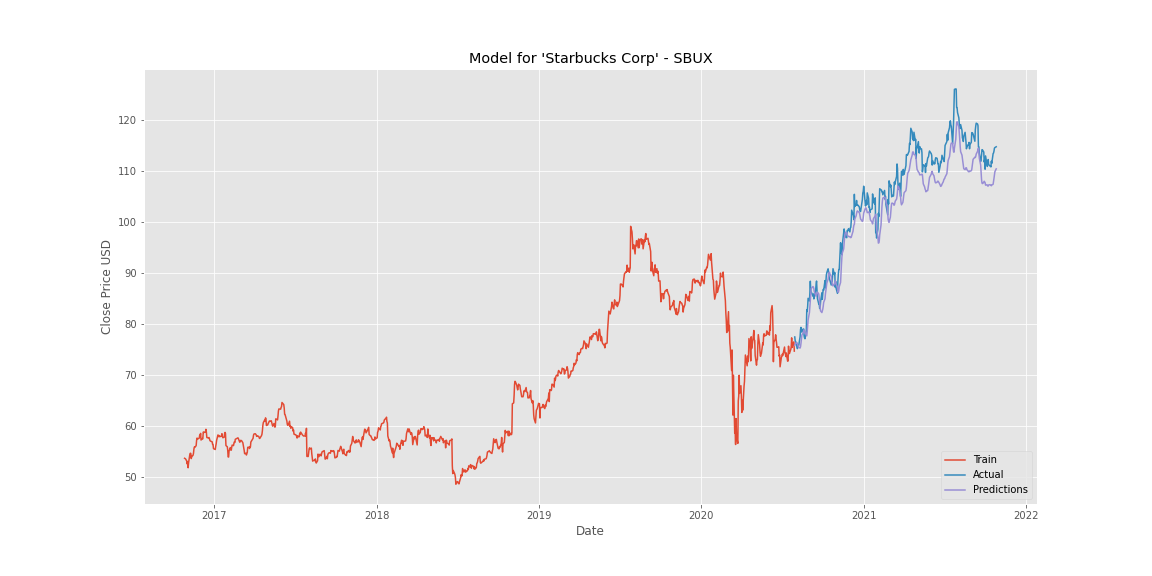 Model for 'Starbucks Corp' - SBUX
Close Price USD
120
110
100
90
80
70
60
50
2017
2018
2019
2020
2021
2022
Date
Train
Actual
Predictions